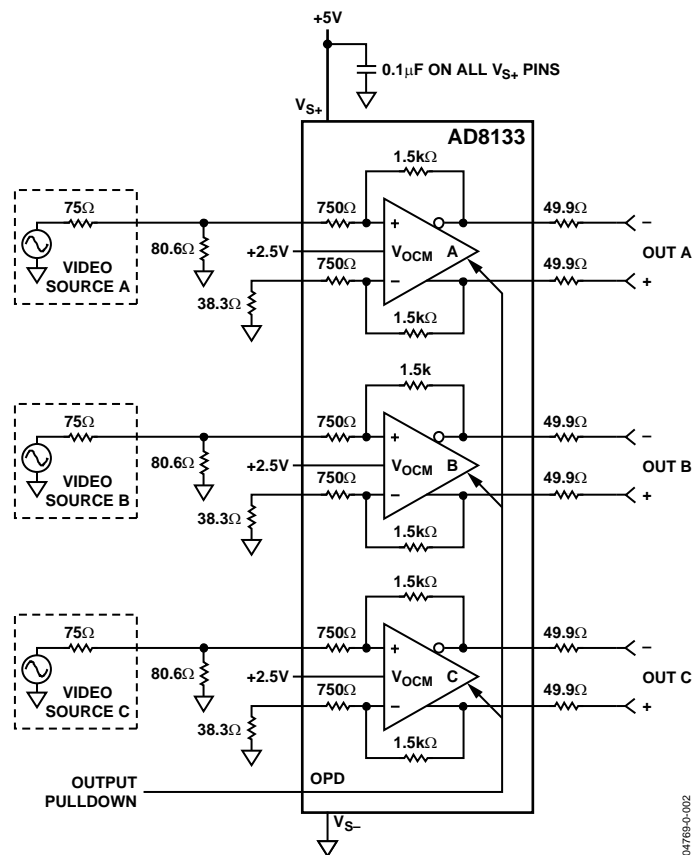 +5V
0.1μF ON ALL VS+ PINS
VS+
AD8133
1.5kΩ
75Ω
750Ω
49.9Ω
+
−
VIDEO
SOURCE A
80.6Ω
+2.5V
VOCM
A
OUT A
750Ω
49.9Ω
−
+
38.3Ω
1.5kΩ
1.5k
75Ω
750Ω
49.9Ω
+
−
VIDEO
SOURCE B
80.6Ω
+2.5V
VOCM
B
OUT B
750Ω
49.9Ω
−
+
38.3Ω
1.5kΩ
1.5kΩ
75Ω
750Ω
49.9Ω
+
−
VIDEO
SOURCE C
80.6Ω
+2.5V
VOCM
C
OUT C
750Ω
49.9Ω
−
+
38.3Ω
1.5kΩ
OUTPUT
PULLDOWN
OPD
VS−
04769-0-002